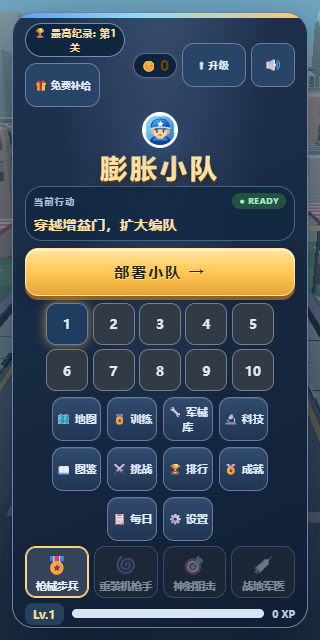 最高纪录: 第1
关
0
升级
免费补给
膨胀小队
当前行动
READY
穿越增益门，扩大编队
部署小队 →
1 2 3 4 5
6 7 8 9 10
地图 训练 军械库 科技
图鉴 挑战 排行 成就
每日 设置
枪械步兵 重装机枪手 神射狙击 战地军医
Lv.1 0 XP